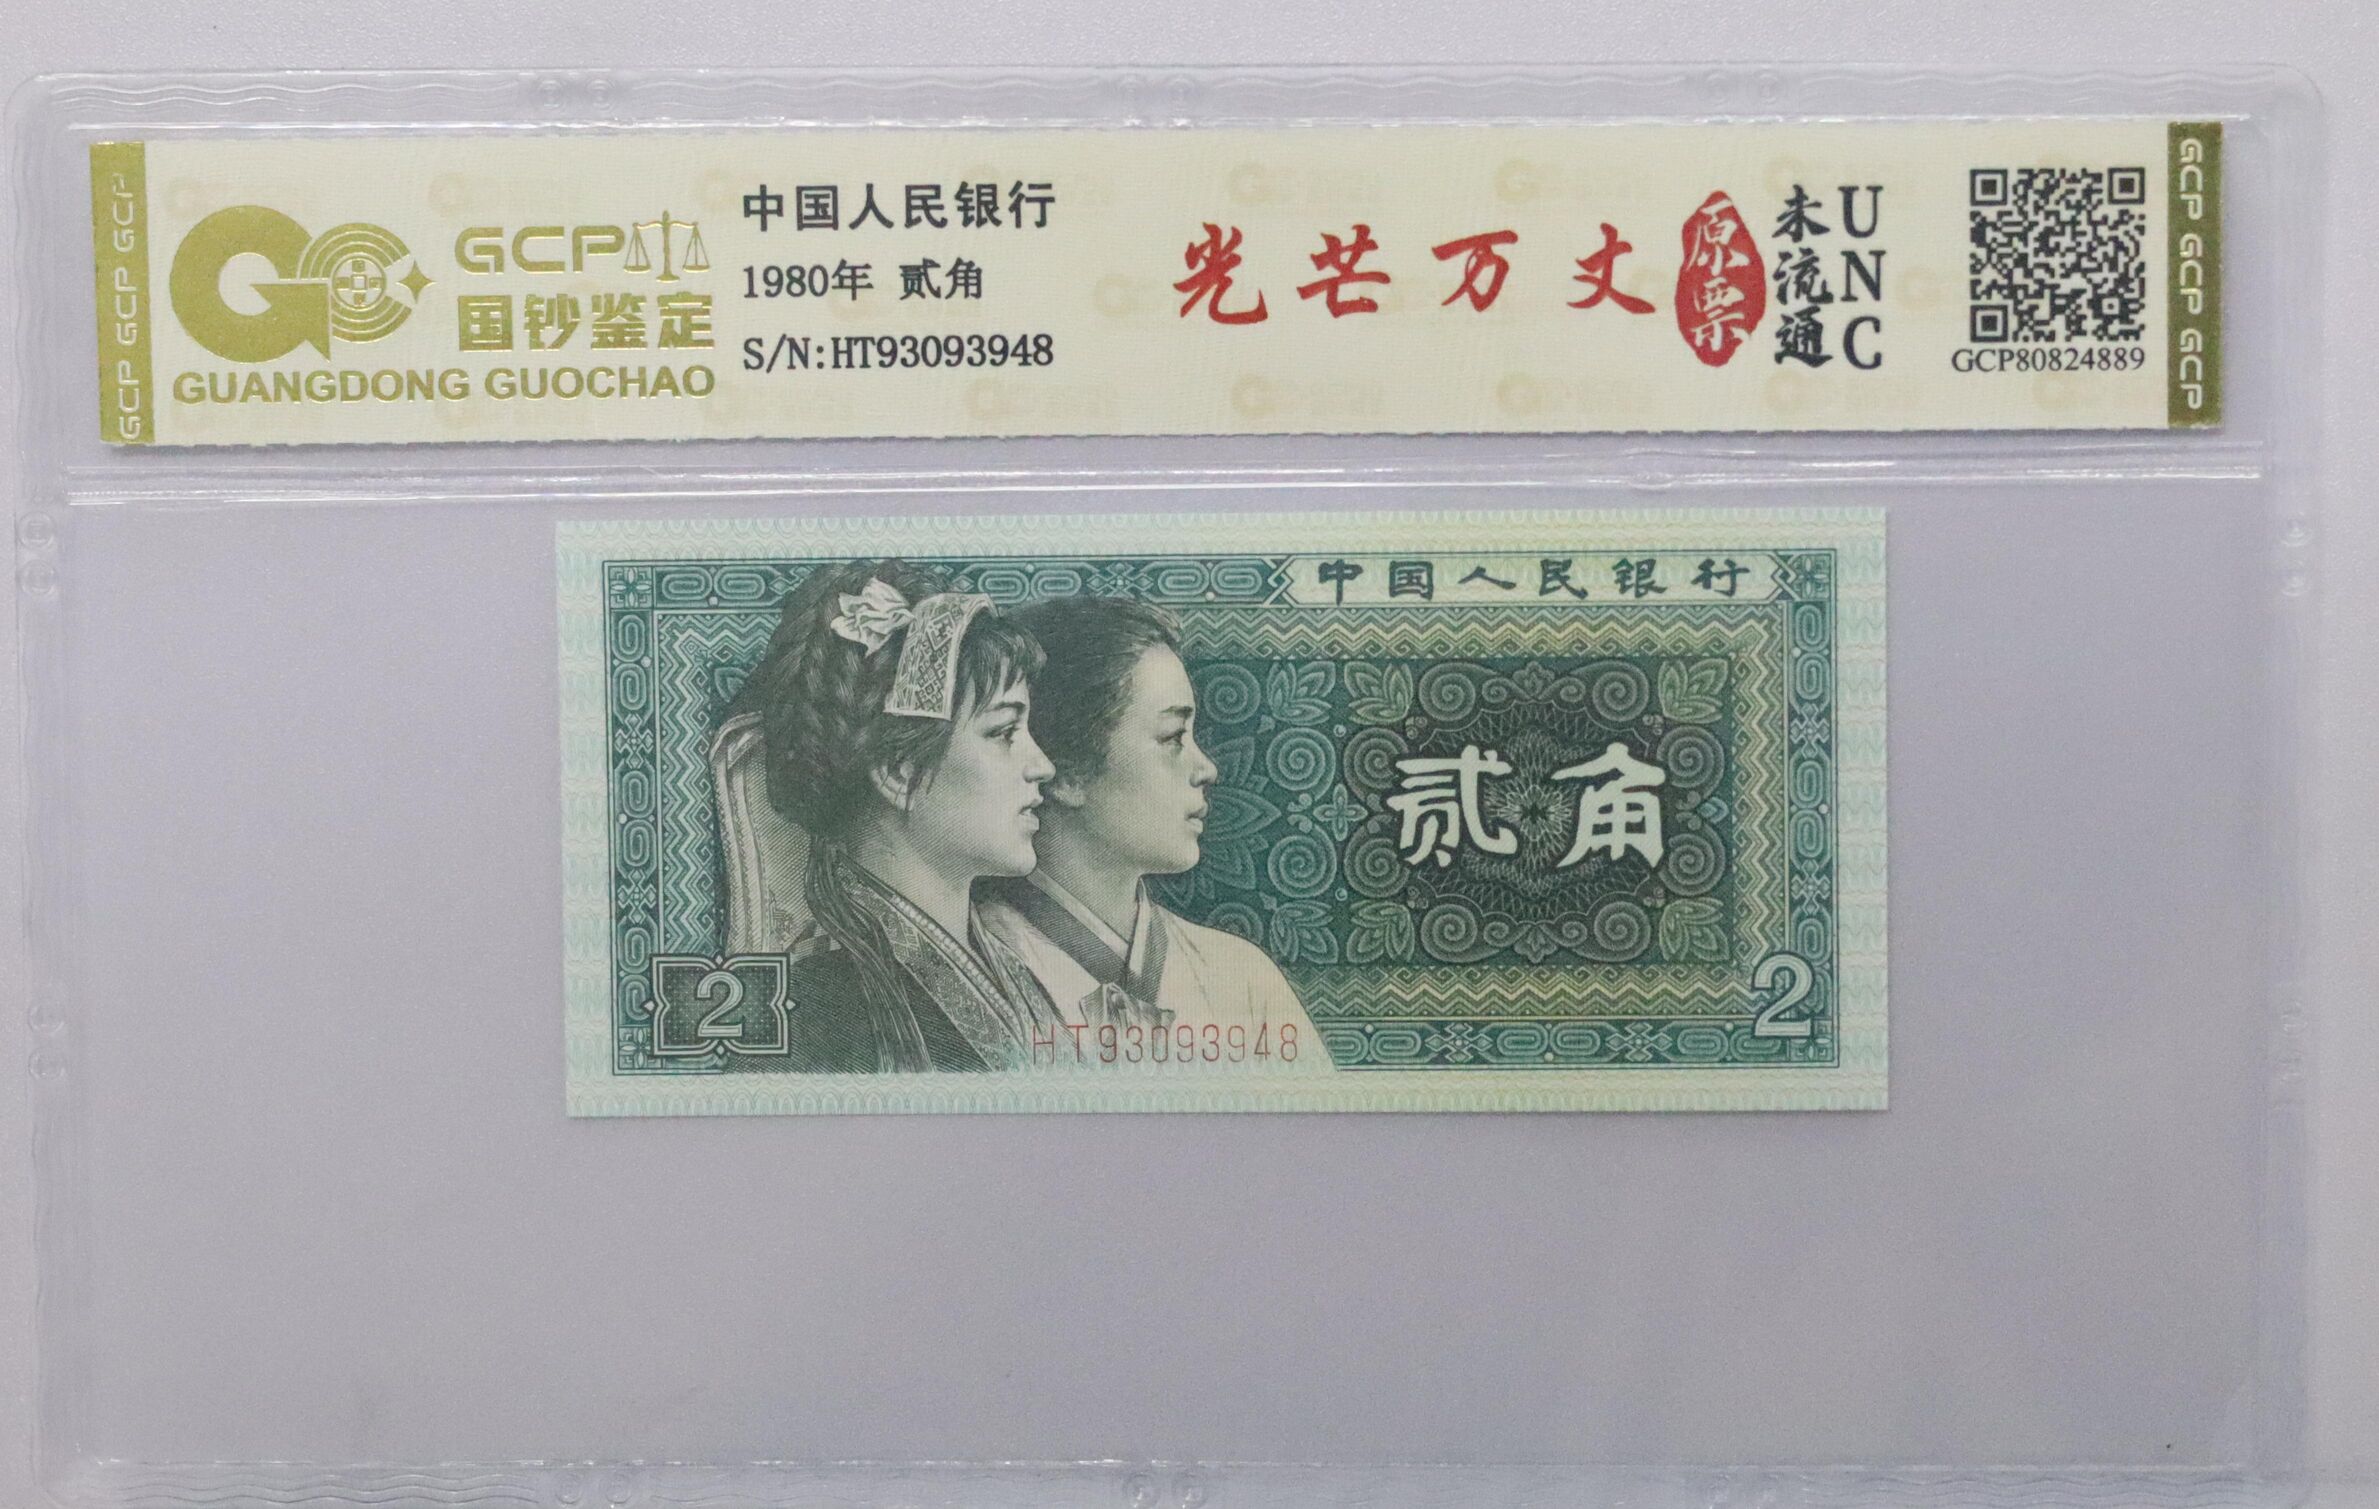 GCP GCP GCP GCP
GCP
国钞鉴定
GUANGDONG GUOCHAO
中国人民银行
1980年 贰角
S/N:HT93093948
光芒万丈
原票
未流通
UNC
GCP80824889
GCP GCP GCP
中国人民银行
贰角
2
2
HT93093948